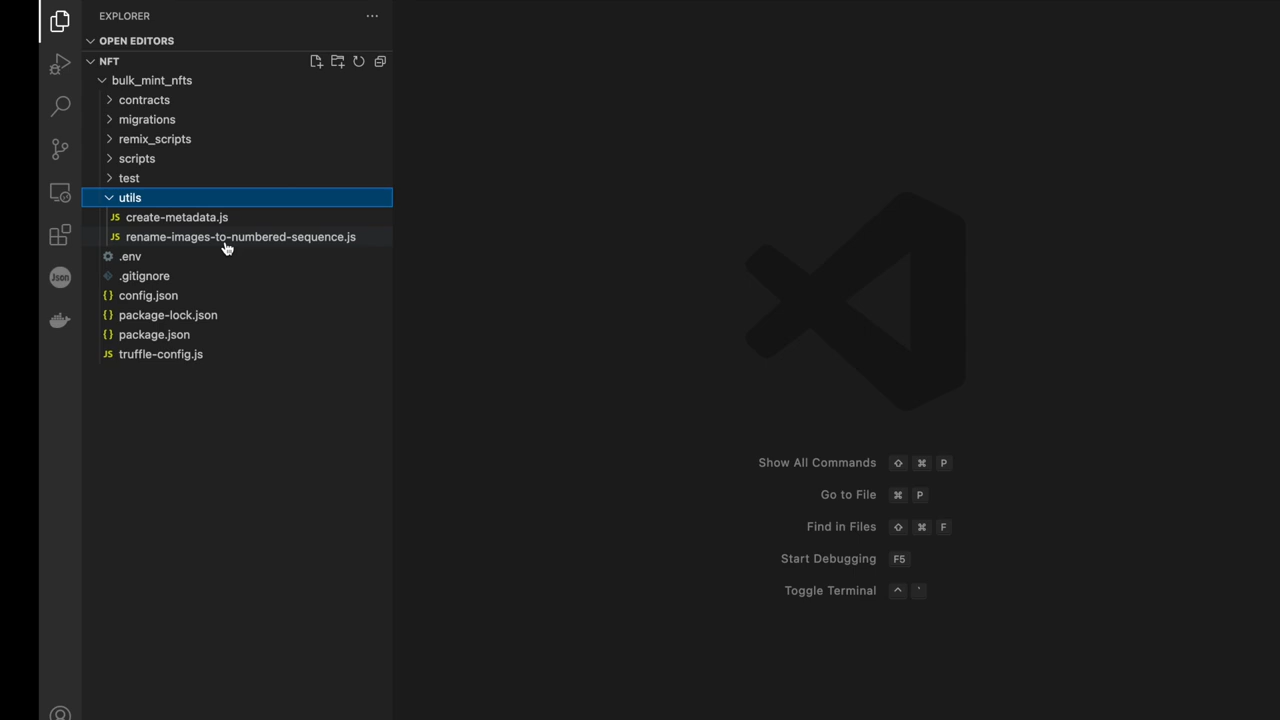 EXPLORER
OPEN EDITORS
NFT
bulk_mint_nfts
contracts
migrations
remix_scripts
scripts
test
utils
JS create-metadata.js
JS rename-images-to-numbered-sequence.js
.env
.gitignore
{} config.json
{} package-lock.json
{} package.json
JS truffle-config.js
Json
Show All Commands ⇧ ⌘ P
Go to File ⌘ P
Find in Files ⇧ ⌘ F
Start Debugging F5
Toggle Terminal ^ `